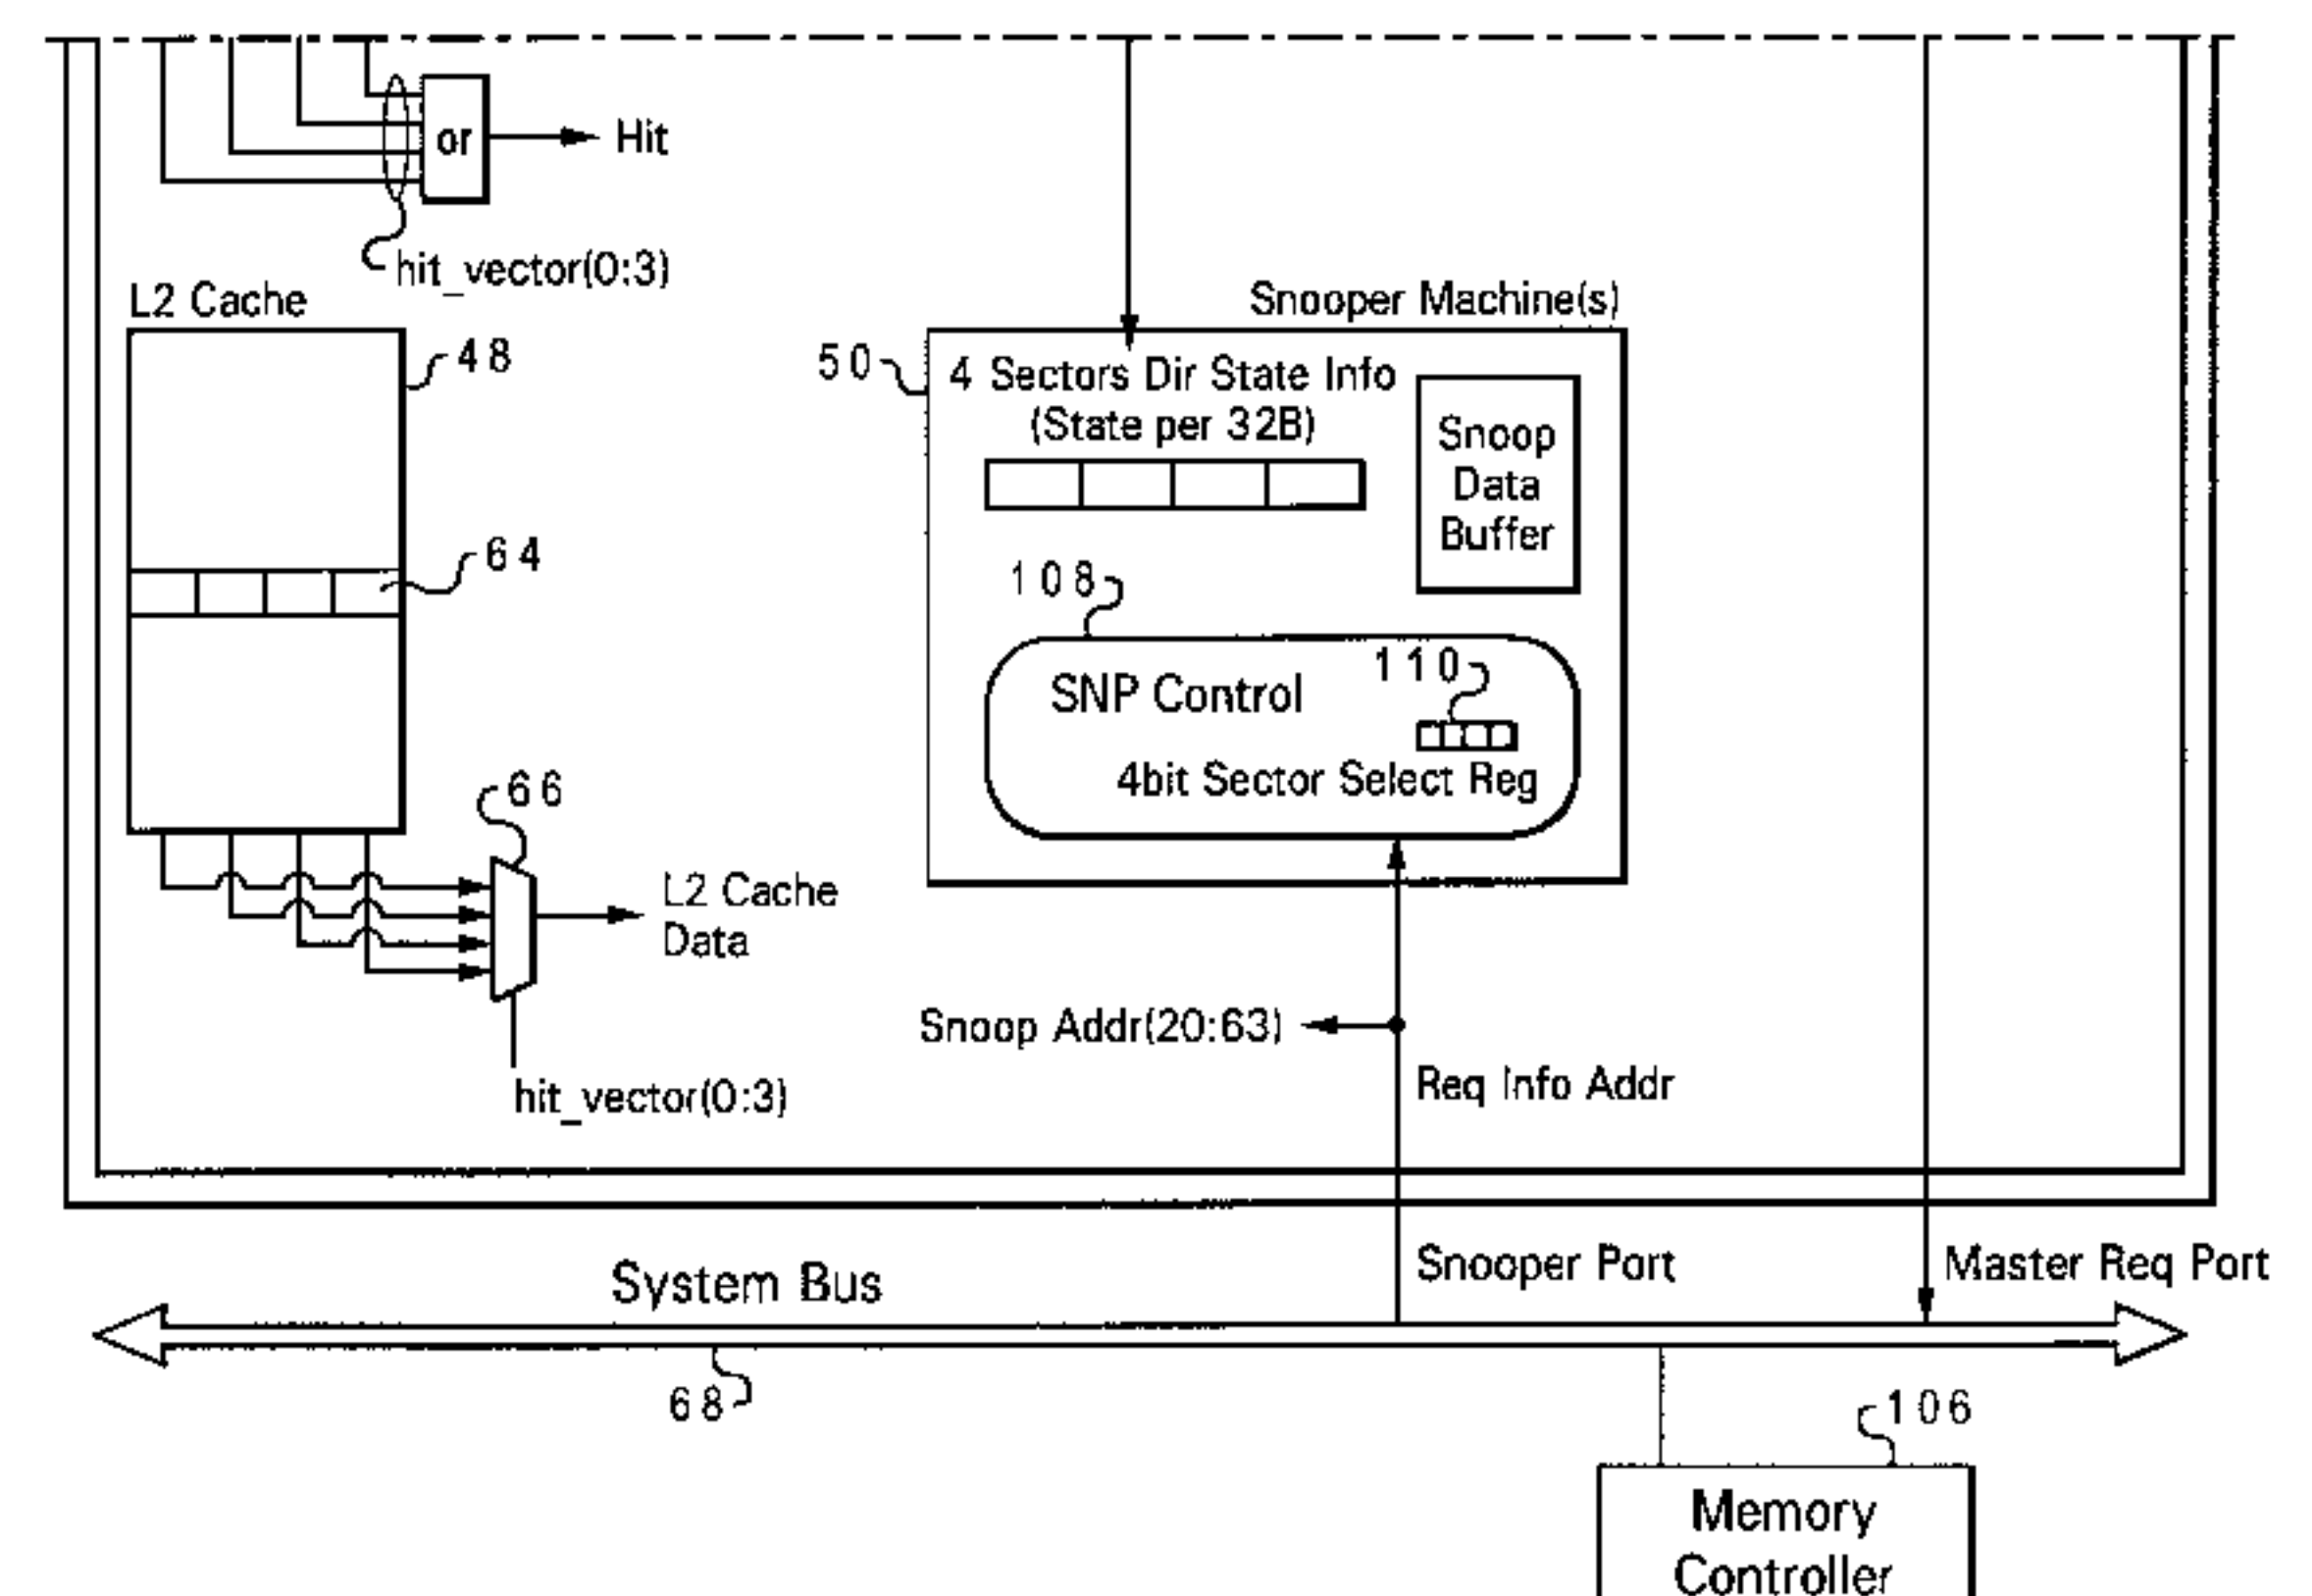 or
Hit
hit_vector(0:3)
L2 Cache
48
64
66
L2 Cache
Data
hit_vector(0:3)
Snooper Machine(s)
50
4 Sectors Dir State Info
(State per 32B)
Snoop
Data
Buffer
108
SNP Control
110
4bit Sector Select Reg
Snoop Addr(20:63)
Req Info Addr
Snooper Port
Master Req Port
System Bus
68
106
Memory
Controller